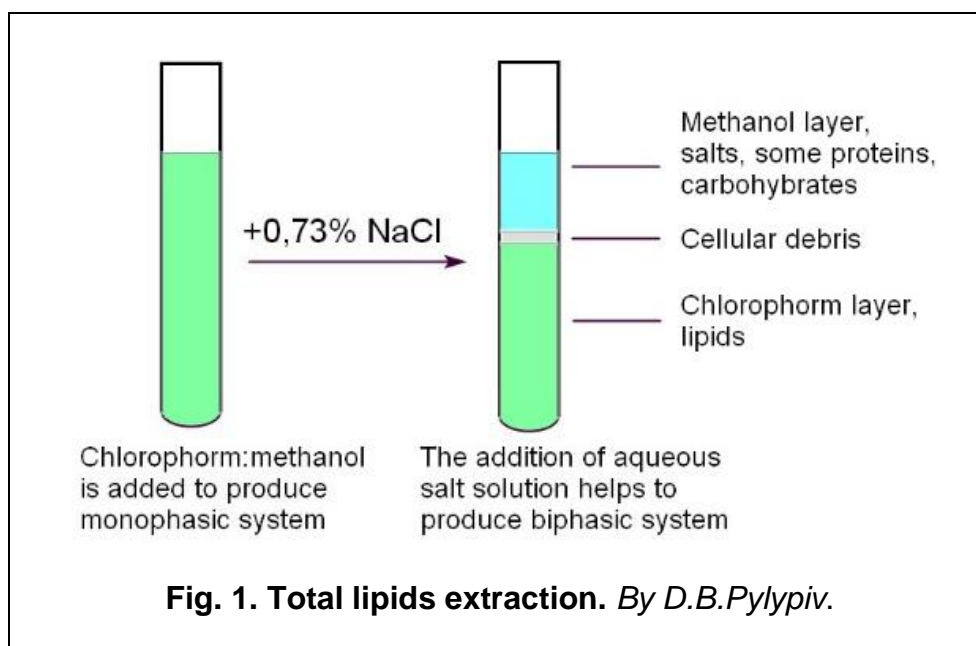 +0,73% NaCl
Methanol layer,
salts, some proteins,
carbohybrates
Cellular debris
Chlorophorm layer,
lipids
Chlorophorm:methanol
is added to produce
monophasic system
The addition of aqueous
salt solution helps to
produce biphasic system
Fig. 1. Total lipids extraction. By D.B.Pylypiv.